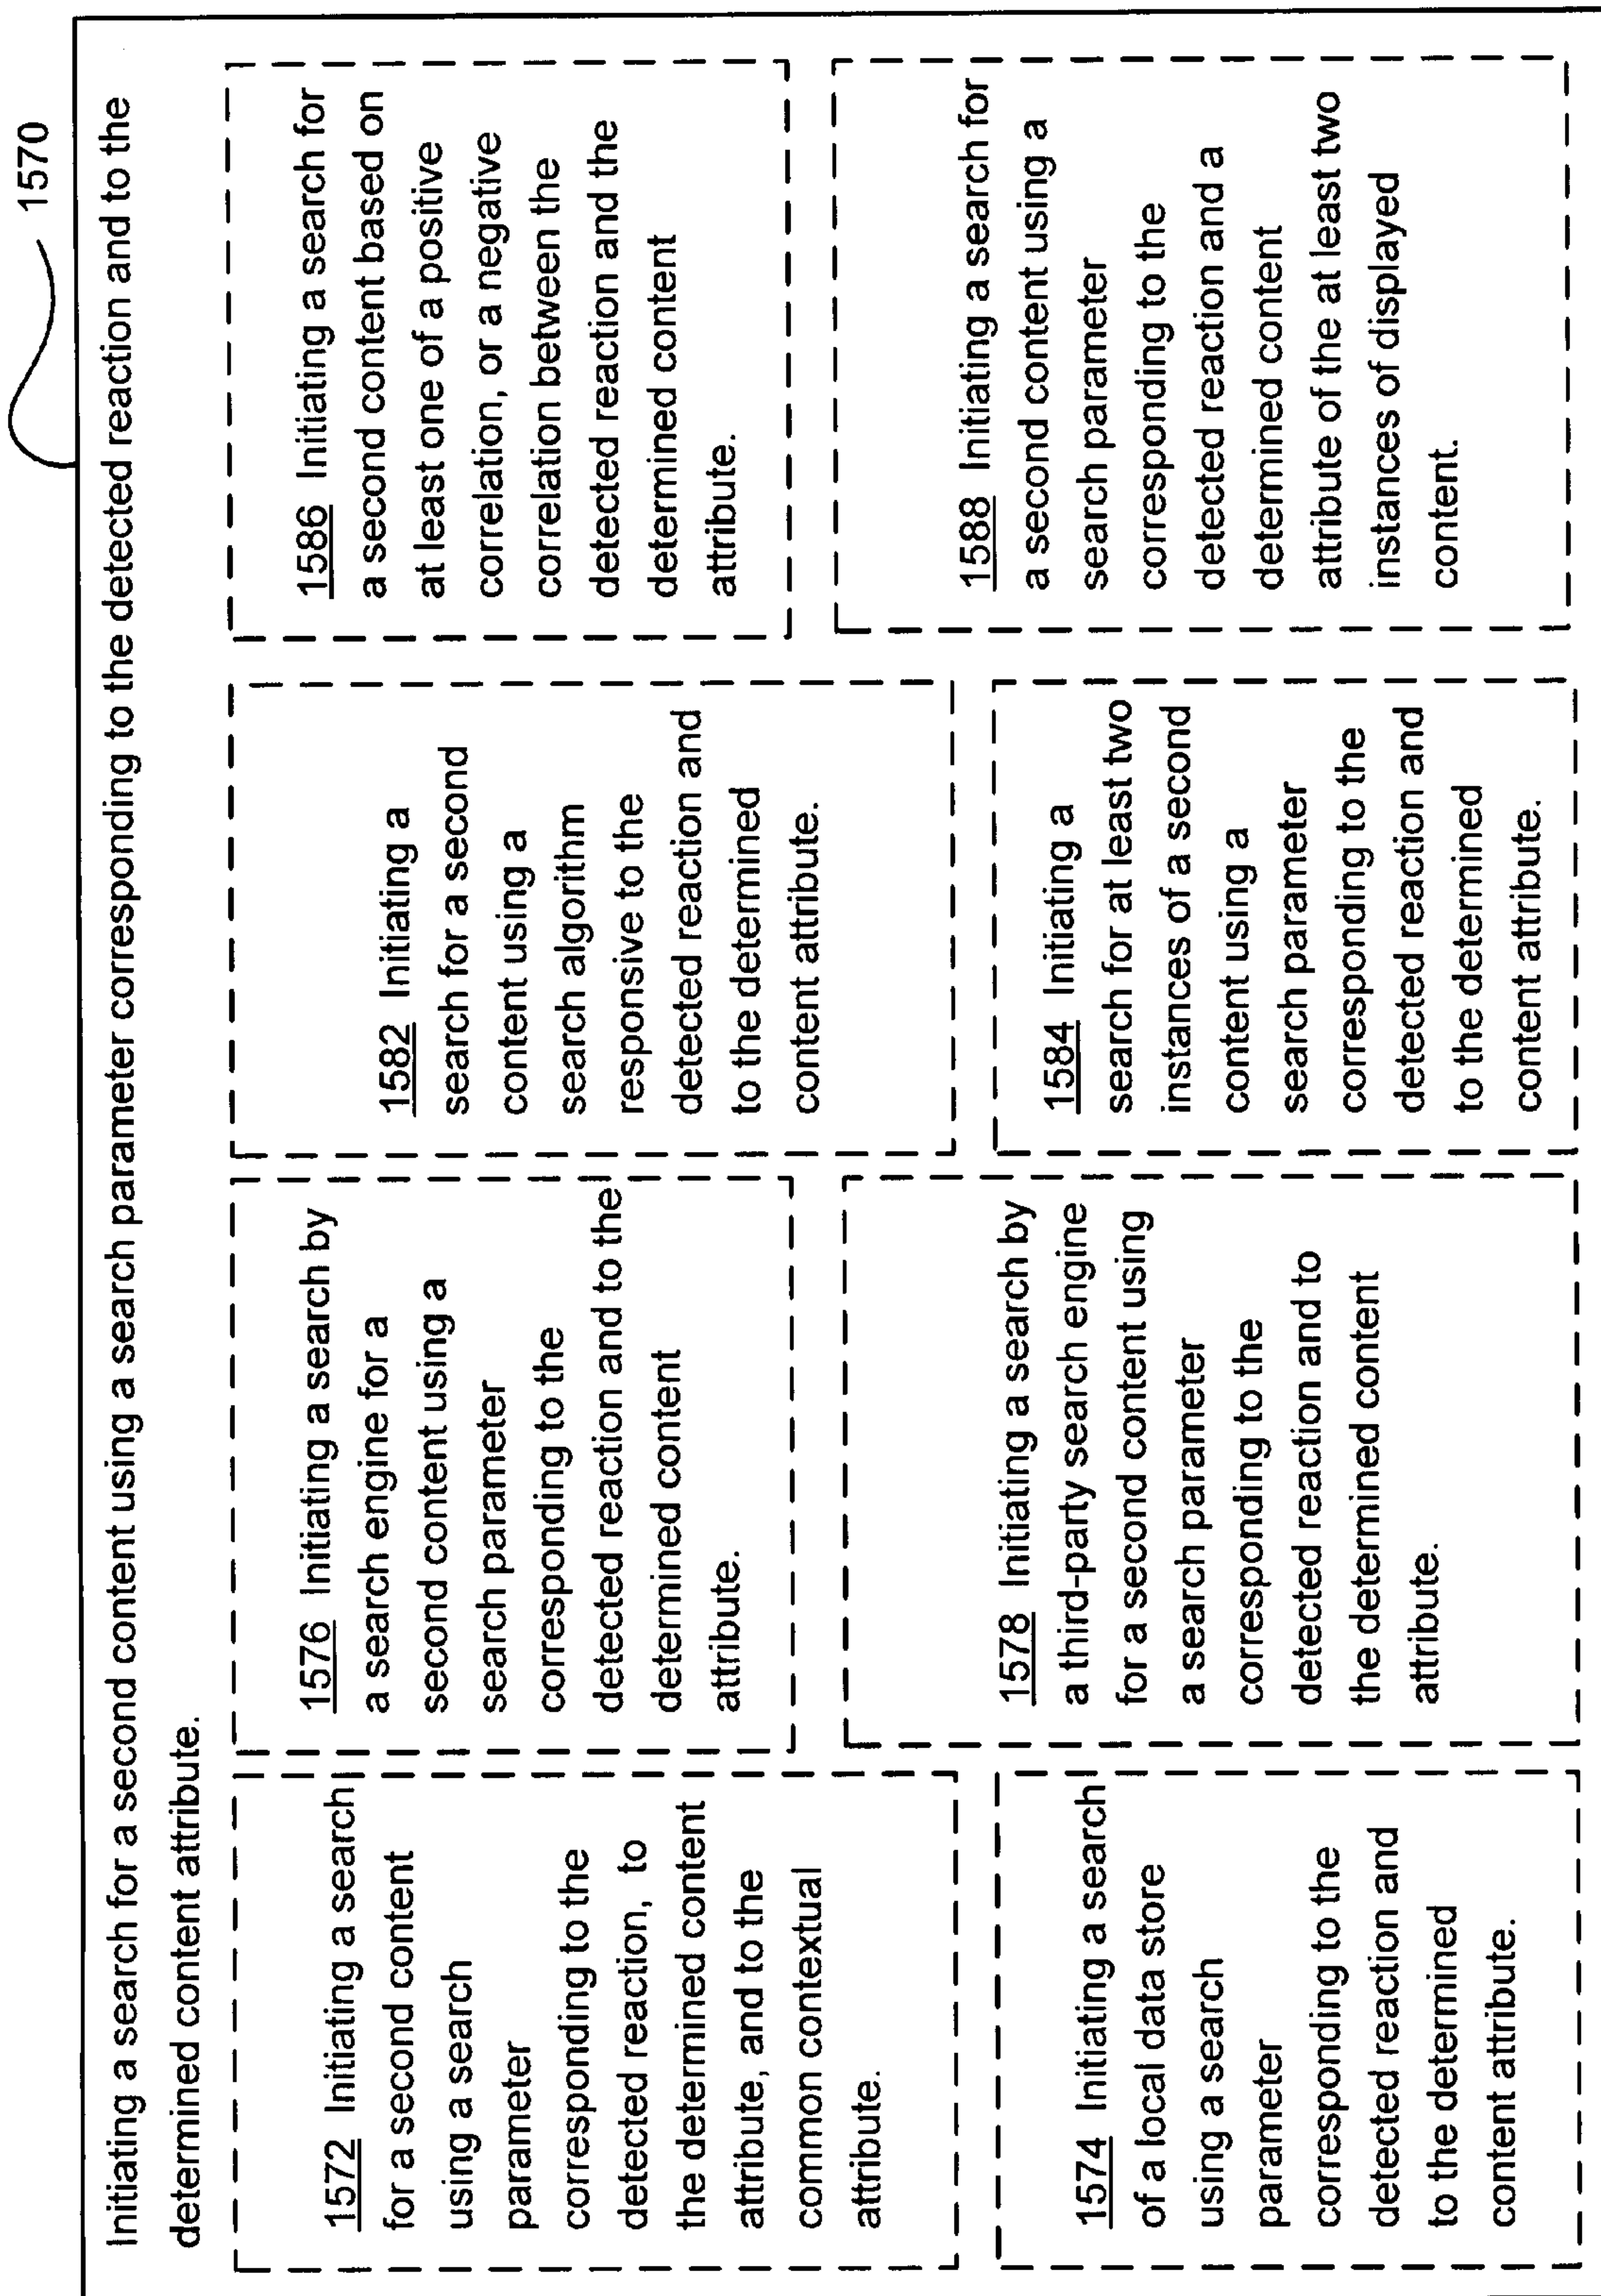 1570
Initiating a search for a second content using a search parameter corresponding to the detected reaction and to the
determined content attribute.
1572 Initiating a search
for a second content
using a search
parameter
corresponding to the
detected reaction, to
the determined content
attribute, and to the
common contextual
attribute.
1574 Initiating a search
of a local data store
using a search
parameter
corresponding to the
detected reaction and
to the determined
content attribute.
1576 Initiating a search by
a search engine for a
second content using a
search parameter
corresponding to the
detected reaction and to the
determined content
attribute.
1578 Initiating a search by
a third-party search engine
for a second content using
a search parameter
corresponding to the
detected reaction and to
the determined content
attribute.
1582 Initiating a
search for a second
content using a
search algorithm
responsive to the
detected reaction and
to the determined
content attribute.
1584 Initiating a
search for at least two
instances of a second
content using a
search parameter
corresponding to the
detected reaction and
to the determined
content attribute.
1586 Initiating a search for
a second content based on
at least one of a positive
correlation, or a negative
correlation between the
detected reaction and the
determined content
attribute.
1588 Initiating a search for
a second content using a
search parameter
corresponding to the
detected reaction and a
determined content
attribute of the at least two
instances of displayed
content.